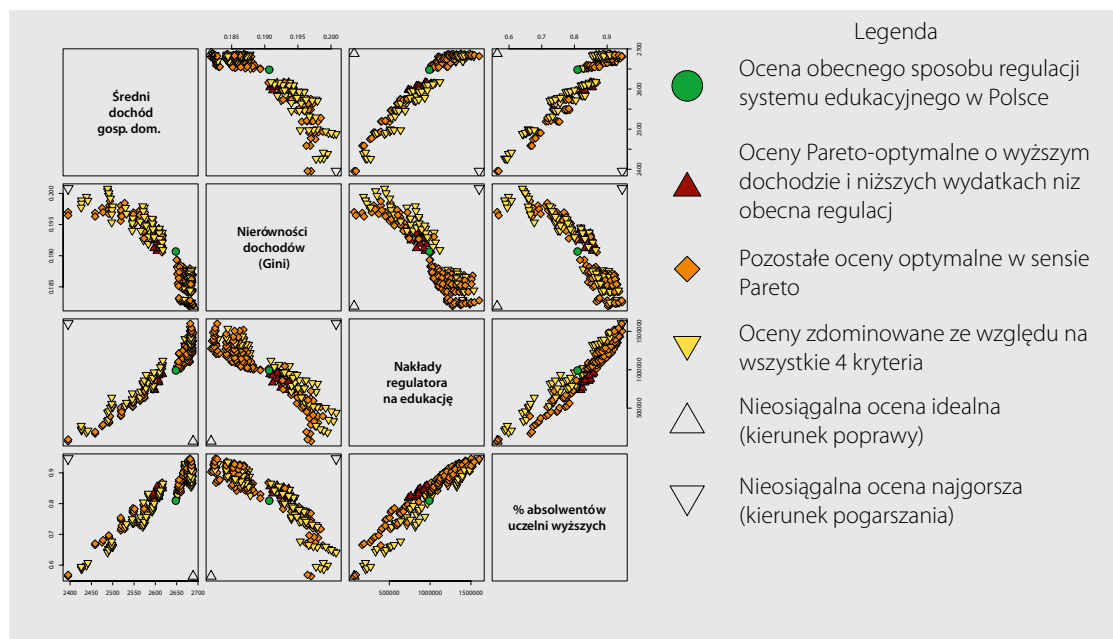 0.185 0.190 0.195 0.200
0.6 0.7 0.8 0.9
Średni
dochód
gosp. dom.
2400 2500 2600 2700
0.185 0.190 0.195 0.200
Nierówności
dochodów
(Gini)
Nakłady
regulatora
na edukację
500000 1000000 1500000
0.6 0.7 0.8 0.9
% absolwentów
uczelni wyższych
2400 2450 2500 2550 2600 2650 2700
500000 1000000 1500000
Legenda
Ocena obecnego sposobu regulacji
systemu edukacyjnego w Polsce
Oceny Pareto-optymalne o wyższym
dochodzie i niższych wydatkach niz
obecna regulacj
Pozostałe oceny optymalne w sensie
Pareto
Oceny zdominowane ze względu na
wszystkie 4 kryteria
Nieosiągalna ocena idealna
(kierunek poprawy)
Nieosiągalna ocena najgorsza
(kierunek pogarszania)